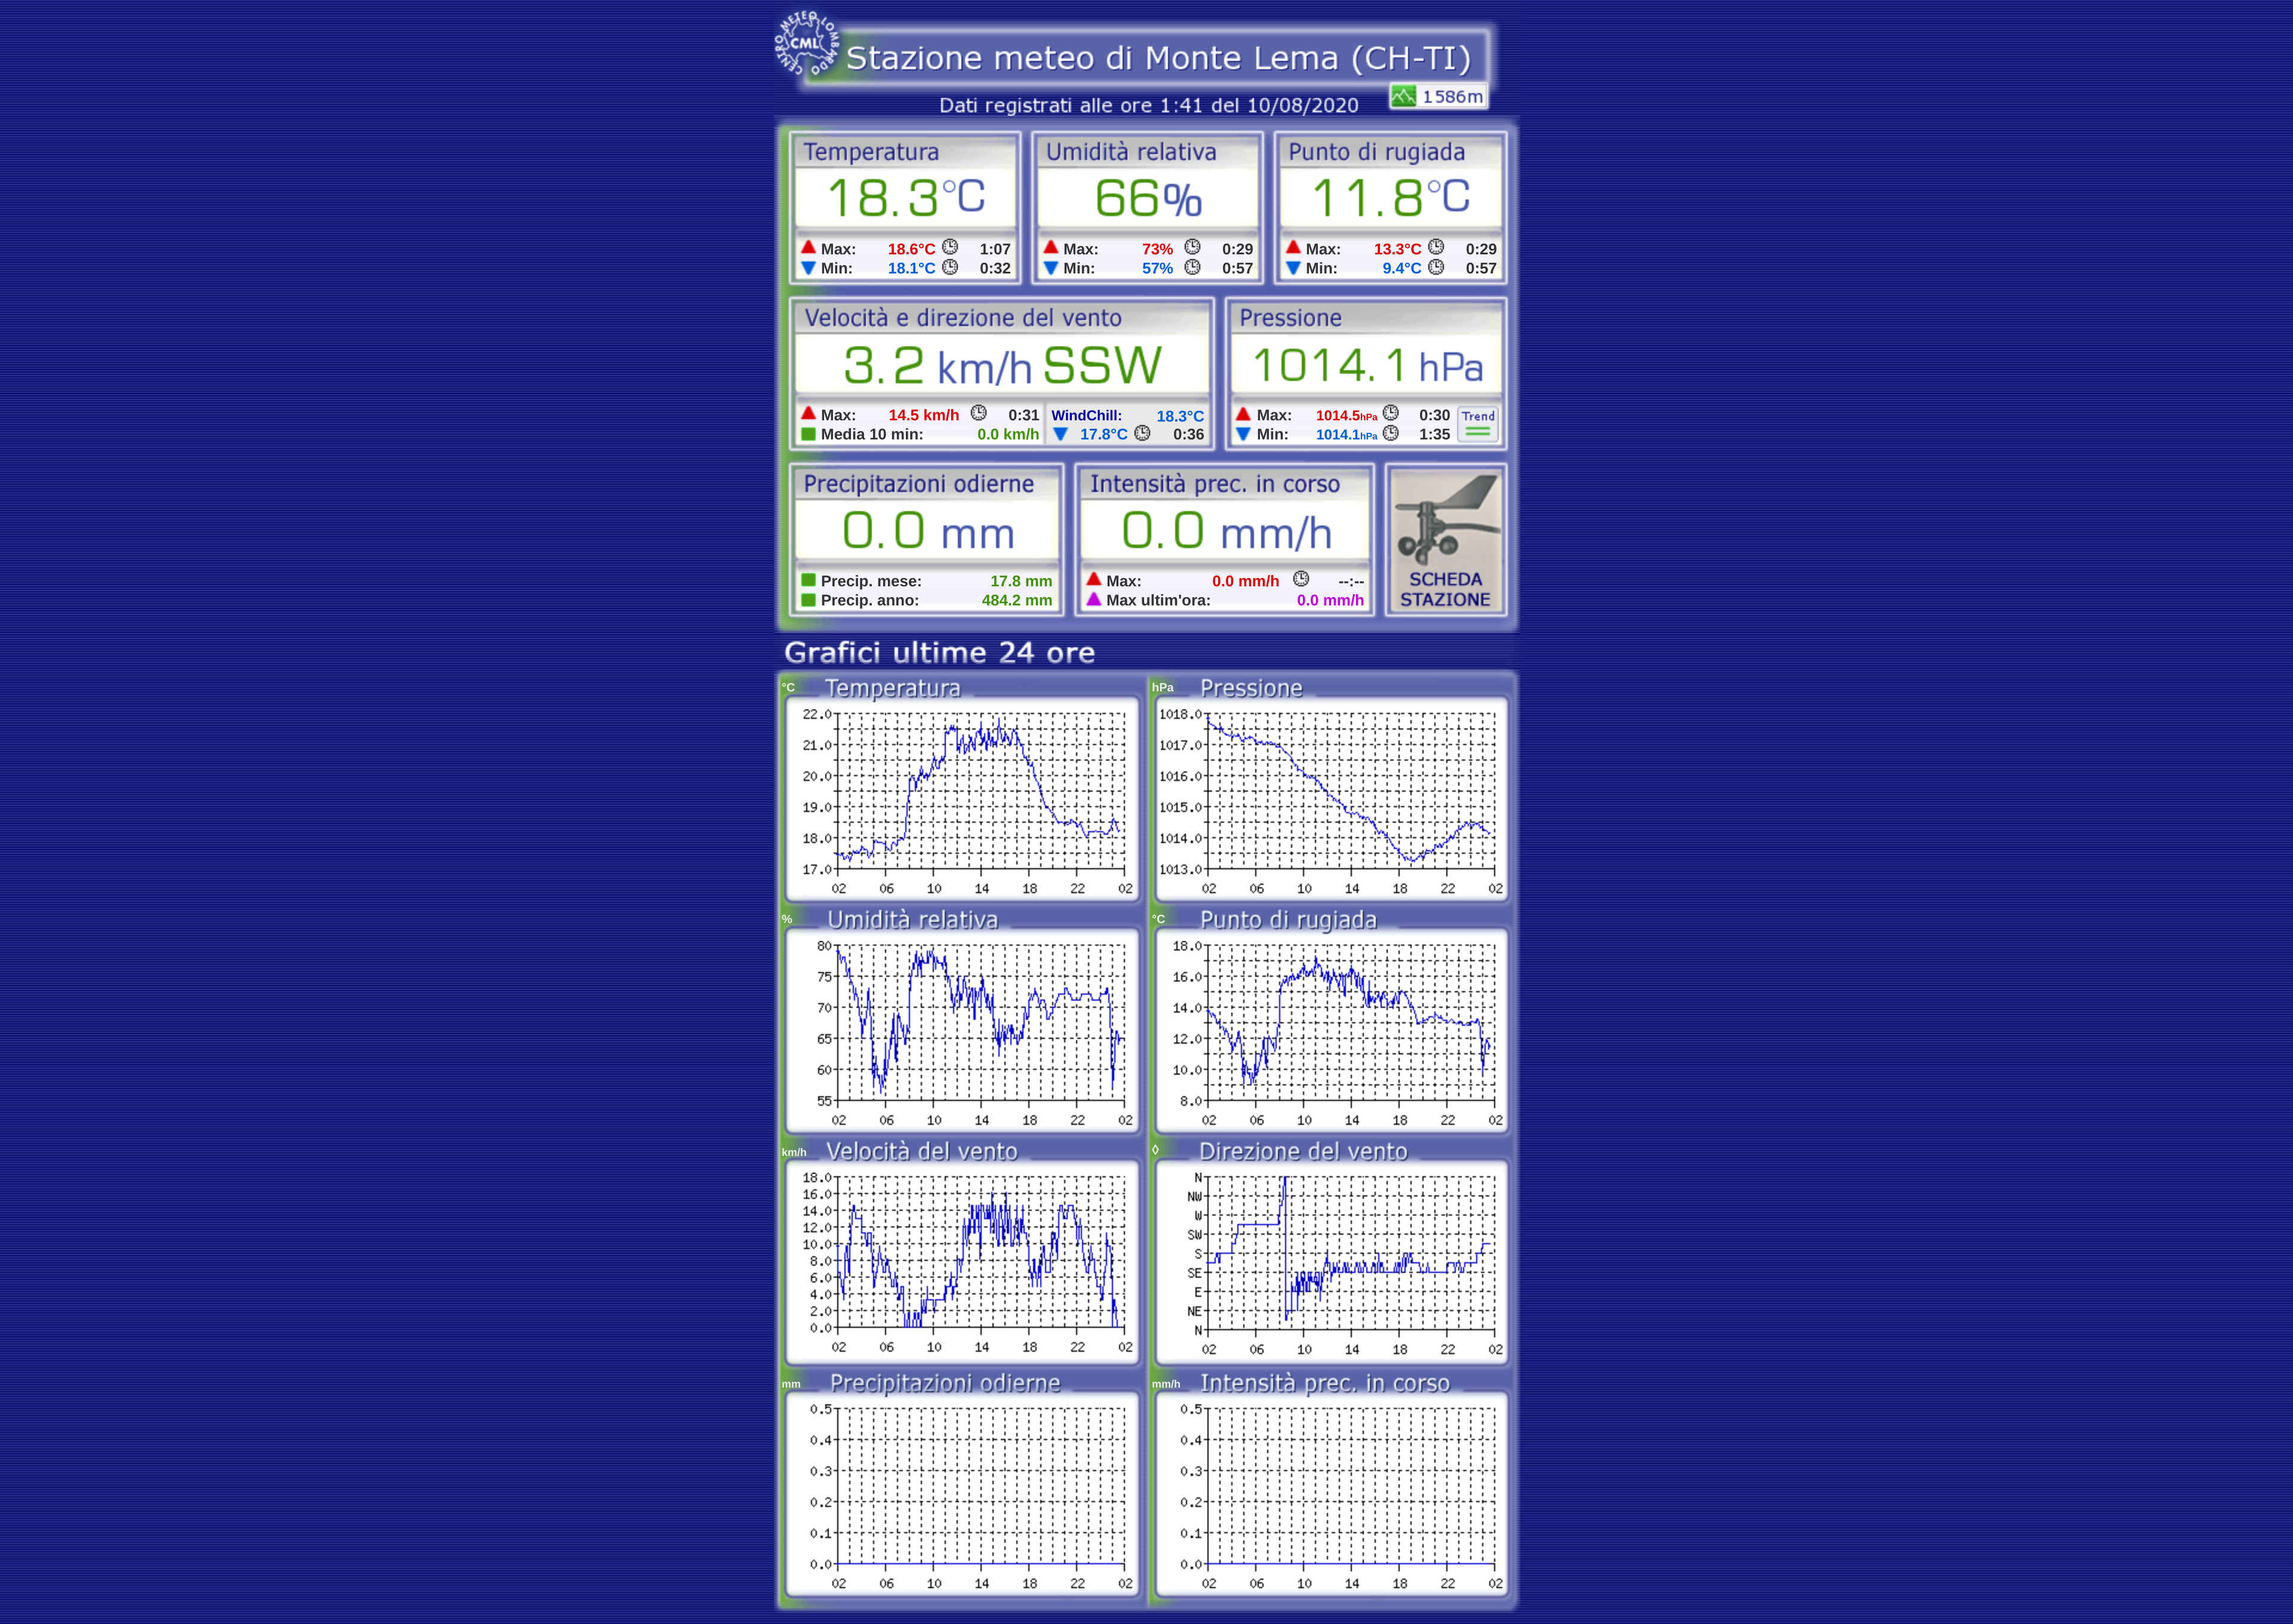 CENTRO METEO LOMBARDO
CML
Stazione meteo di Monte Lema (CH-TI)
1586m
Dati registrati alle ore 1:41 del 10/08/2020
Temperatura
18.3°C
Max: 18.6°C 1:07
Min: 18.1°C 0:32
Umidità relativa
66%
Max: 73% 0:29
Min: 57% 0:57
Punto di rugiada
11.8°C
Max: 13.3°C 0:29
Min: 9.4°C 0:57
Velocità e direzione del vento
3.2 km/h SSW
Max: 14.5 km/h 0:31
Media 10 min: 0.0 km/h
WindChill: 18.3°C
17.8°C 0:36
Pressione
1014.1 hPa
Max: 1014.5hPa 0:30
Min: 1014.1hPa 1:35
Trend
Precipitazioni odierne
0.0 mm
Precip. mese: 17.8 mm
Precip. anno: 484.2 mm
Intensità prec. in corso
0.0 mm/h
Max: 0.0 mm/h --:--
Max ultim'ora: 0.0 mm/h
SCHEDA
STAZIONE
Grafici ultime 24 ore
°C Temperatura
22.0
21.0
20.0
19.0
18.0
17.0
02 06 10 14 18 22 02
hPa Pressione
1018.0
1017.0
1016.0
1015.0
1014.0
1013.0
02 06 10 14 18 22 02
% Umidità relativa
80
75
70
65
60
55
02 06 10 14 18 22 02
°C Punto di rugiada
18.0
16.0
14.0
12.0
10.0
8.0
02 06 10 14 18 22 02
km/h Velocità del vento
18.0
16.0
14.0
12.0
10.0
8.0
6.0
4.0
2.0
0.0
02 06 10 14 18 22 02
◊ Direzione del vento
N
NW
W
SW
S
SE
E
NE
N
02 06 10 14 18 22 02
mm Precipitazioni odierne
0.5
0.4
0.3
0.2
0.1
0.0
02 06 10 14 18 22 02
mm/h Intensità prec. in corso
0.5
0.4
0.3
0.2
0.1
0.0
02 06 10 14 18 22 02